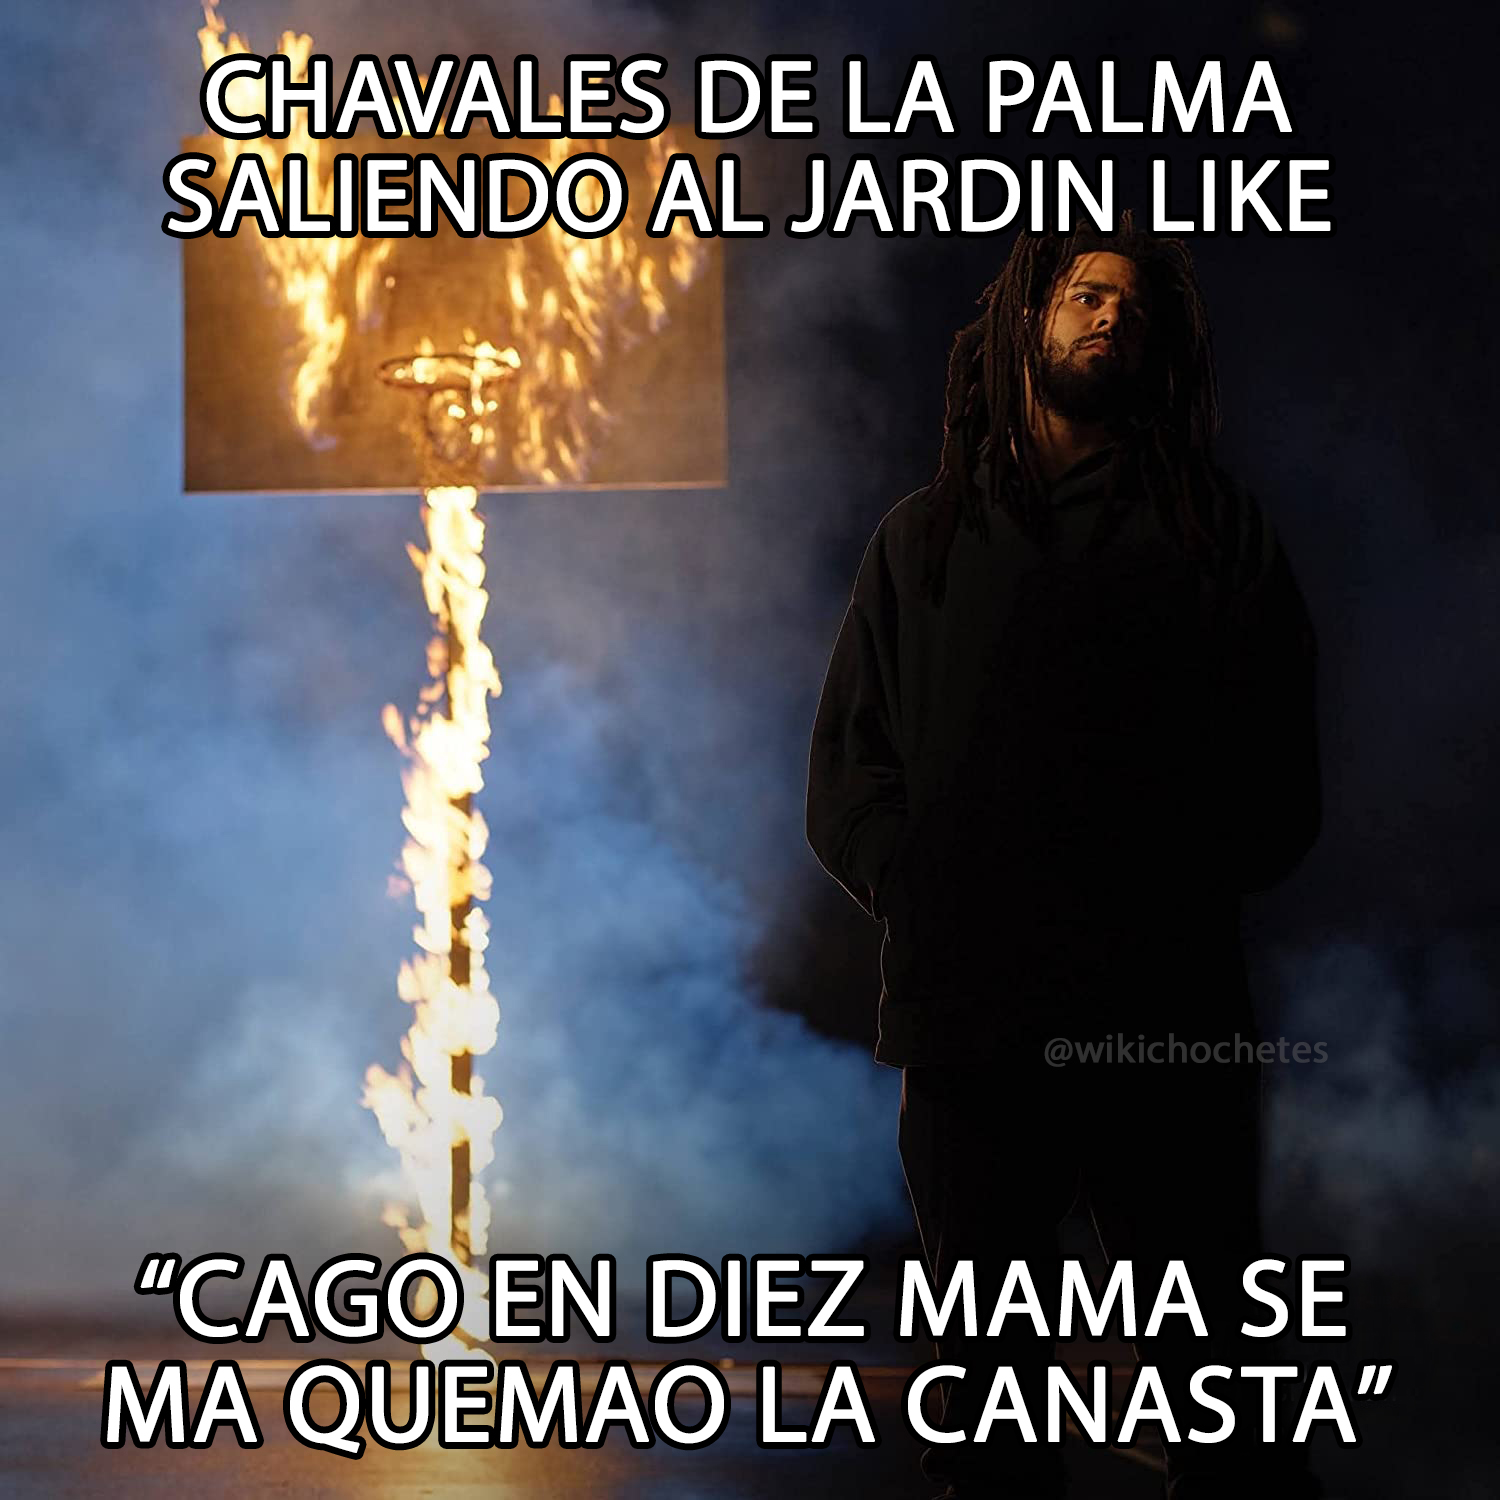 CHAVALES DE LA PALMA
SALIENDO AL JARDIN LIKE
@wikichochetes
“CAGO EN DIEZ MAMA SE
MA QUEMAO LA CANASTA”